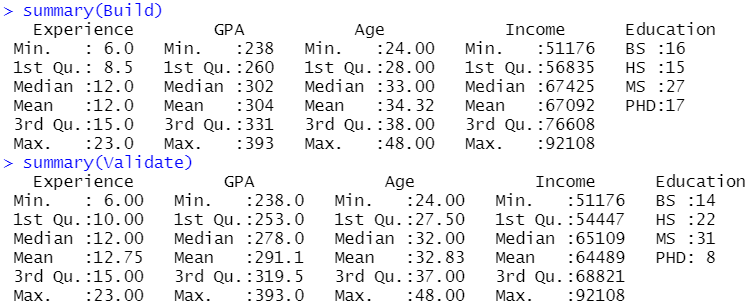 > summary(Build)
Experience GPA Age Income Education
Min. : 6.0 Min. :238 Min. :24.00 Min. :51176 BS :16
1st Qu.: 8.5 1st Qu.:260 1st Qu.:28.00 1st Qu.:56835 HS :15
Median :12.0 Median :302 Median :33.00 Median :67425 MS :27
Mean :12.0 Mean :304 Mean :34.32 Mean :67092 PHD:17
3rd Qu.:15.0 3rd Qu.:331 3rd Qu.:38.00 3rd Qu.:76608
Max. :23.0 Max. :393 Max. :48.00 Max. :92108
> summary(Validate)
Experience GPA Age Income Education
Min. : 6.00 Min. :238.0 Min. :24.00 Min. :51176 BS :14
1st Qu.:10.00 1st Qu.:253.0 1st Qu.:27.50 1st Qu.:54447 HS :22
Median :12.00 Median :278.0 Median :32.00 Median :65109 MS :31
Mean :12.75 Mean :291.1 Mean :32.83 Mean :64489 PHD: 8
3rd Qu.:15.00 3rd Qu.:319.5 3rd Qu.:37.00 3rd Qu.:68821
Max. :23.00 Max. :393.0 Max. :48.00 Max. :92108